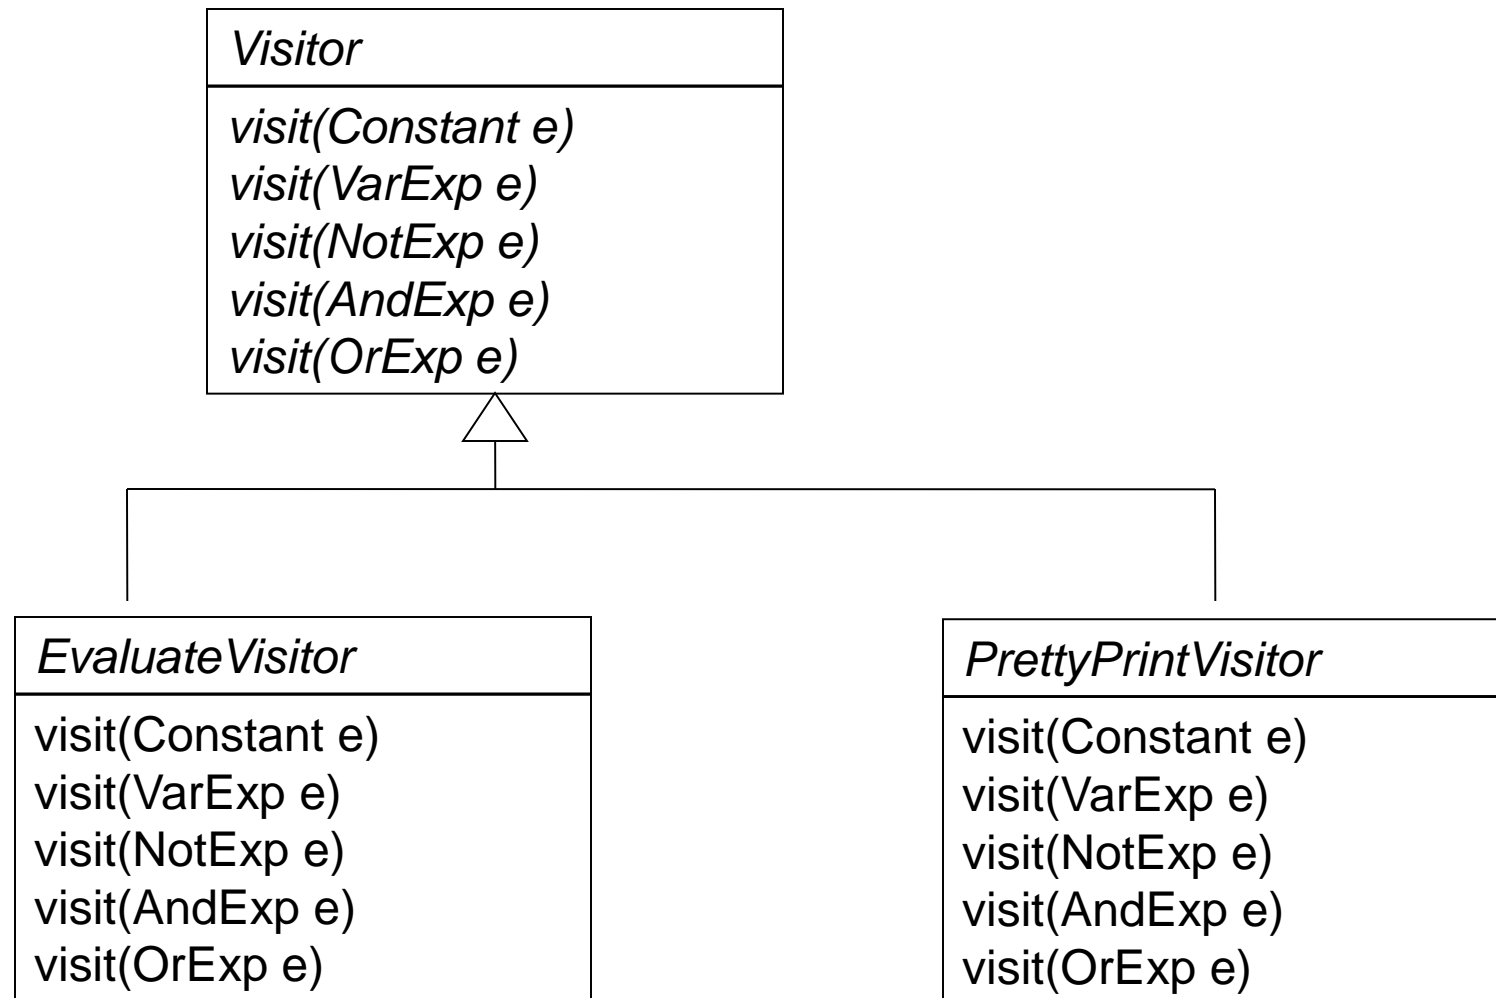 Visitor
visit(Constant e)
visit(VarExp e)
visit(NotExp e)
visit(AndExp e)
visit(OrExp e)
EvaluateVisitor
visit(Constant e)
visit(VarExp e)
visit(NotExp e)
visit(AndExp e)
visit(OrExp e)
PrettyPrintVisitor
visit(Constant e)
visit(VarExp e)
visit(NotExp e)
visit(AndExp e)
visit(OrExp e)